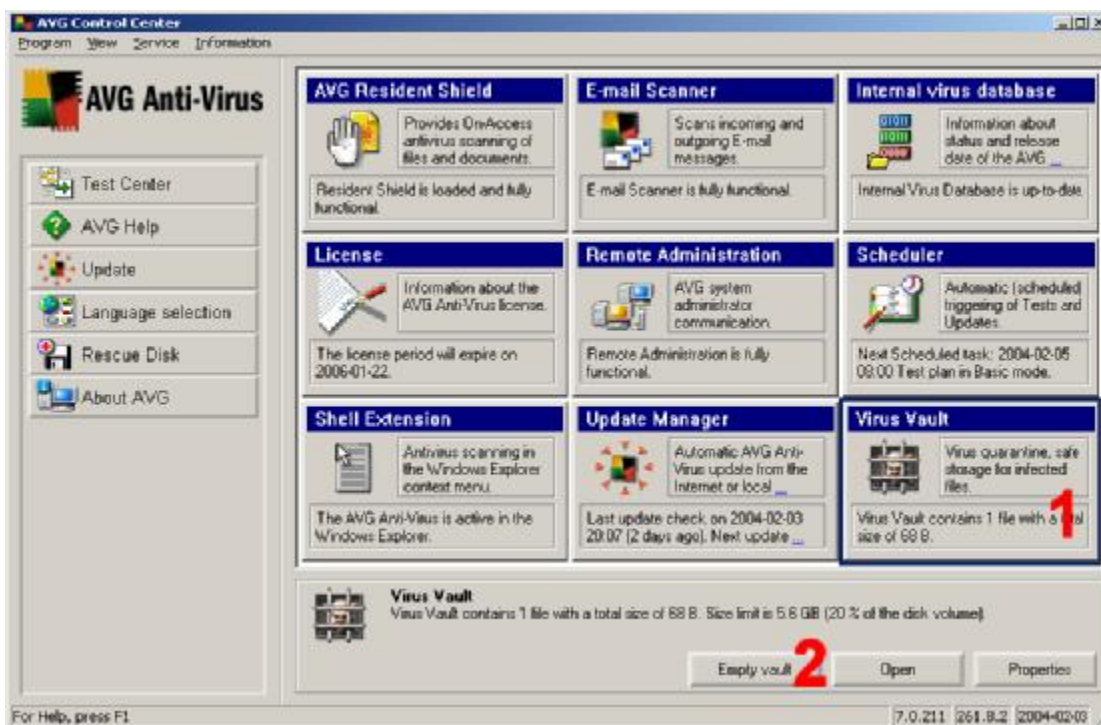 AVG Control Center
Program View Service Information
AVG Anti-Virus
Test Center
AVG Help
Update
Language selection
Rescue Disk
About AVG
AVG Resident Shield
Provides On-Access
antivirus scanning of
files and documents.
Resident Shield is loaded and fully
functional.
E-mail Scanner
Scans incoming and
outgoing E-mail
messages.
E-mail Scanner is fully functional.
Internal virus database
Information about
status and release
date of the AVG ...
Internal Virus Database is up-to-date.
License
Information about the
AVG Anti-Virus license.
The license period will expire on
2006-01-22.
Remote Administration
AVG system
administrator
communication.
Remote Administration is fully
functional.
Scheduler
Automatic (scheduled)
triggering of Tests and
Updates.
Next Scheduled task: 2004-02-05
08:00 Test plan in Basic mode.
Shell Extension
Antivirus scanning in
the Windows Explorer
context menu.
The AVG Anti-Virus is active in the
Windows Explorer.
Update Manager
Automatic AVG Anti-
Virus update from the
Internet or local ...
Last update check on 2004-02-03
20:07 (2 days ago). Next update ...
Virus Vault
Virus quarantine, safe
storage for infected
files.
1
Virus Vault contains 1 file with a total
size of 68 B.
Virus Vault
Virus Vault contains 1 file with a total size of 68 B. Size limit is 5.6 GiB (20 % of the disk volume).
Empty vault 2 Open Properties
For Help, press F1 7.0.211 261.8.2 2004-02-03